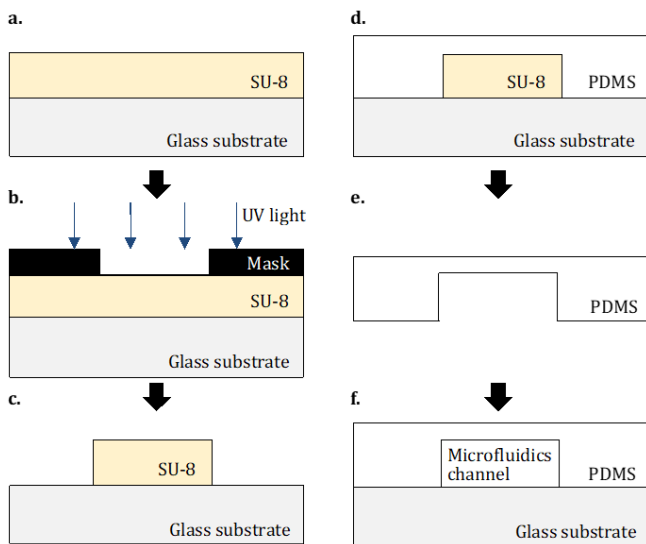 a.
SU-8
Glass substrate
b.
UV light
Mask
SU-8
Glass substrate
c.
SU-8
Glass substrate
d.
SU-8
PDMS
Glass substrate
e.
PDMS
f.
Microfluidics
channel
PDMS
Glass substrate